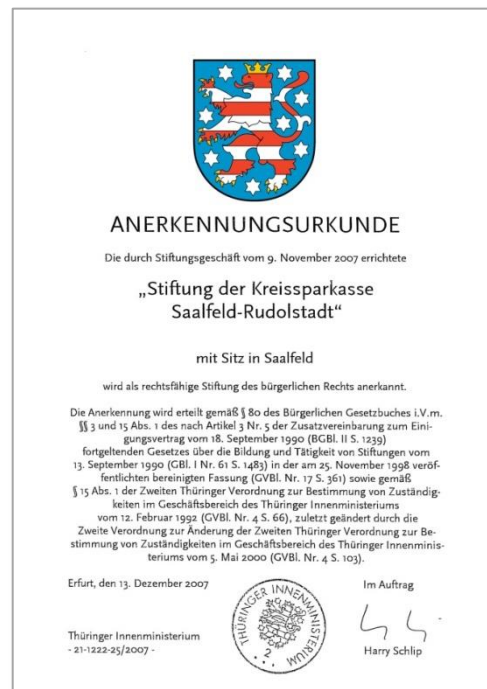 ANERKENNUNGSURKUNDE
Die durch Stiftungsgeschäft vom 9. November 2007 errichtete
„Stiftung der Kreissparkasse
Saalfeld-Rudolstadt“
mit Sitz in Saalfeld
wird als rechtsfähige Stiftung des bürgerlichen Rechts anerkannt.
Die Anerkennung wird erteilt gemäß § 80 des Bürgerlichen Gesetzbuches i.V.m.
§§ 3 und 15 Abs. 1 des nach Artikel 3 Nr. 5 der Zusatzvereinbarung zum Eini-
gungsvertrag vom 18. September 1990 (BGBl. II S. 1239)
fortgeltenden Gesetzes über die Bildung und Tätigkeit von Stiftungen vom
13. September 1990 (GBl. I Nr. 61 S. 1483) in der am 25. November 1998 veröf-
fentlichten bereinigten Fassung (GVBl. Nr. 17 S. 361) sowie gemäß
§ 15 Abs. 1 der Zweiten Thüringer Verordnung zur Bestimmung von Zuständig-
keiten im Geschäftsbereich des Thüringer Innenministeriums
vom 12. Februar 1992 (GVBl. Nr. 4 S. 66), zuletzt geändert durch die
Zweite Verordnung zur Änderung der Zweiten Thüringer Verordnung zur Be-
stimmung von Zuständigkeiten im Geschäftsbereich des Thüringer Innenminis-
teriums vom 5. Mai 2000 (GVBl. Nr. 4 S. 103).
Erfurt, den 13. Dezember 2007
Im Auftrag
THÜRINGER INNENMINISTERIUM
2
Thüringer Innenministerium
- 21-1222-25/2007 -
Harry Schlip